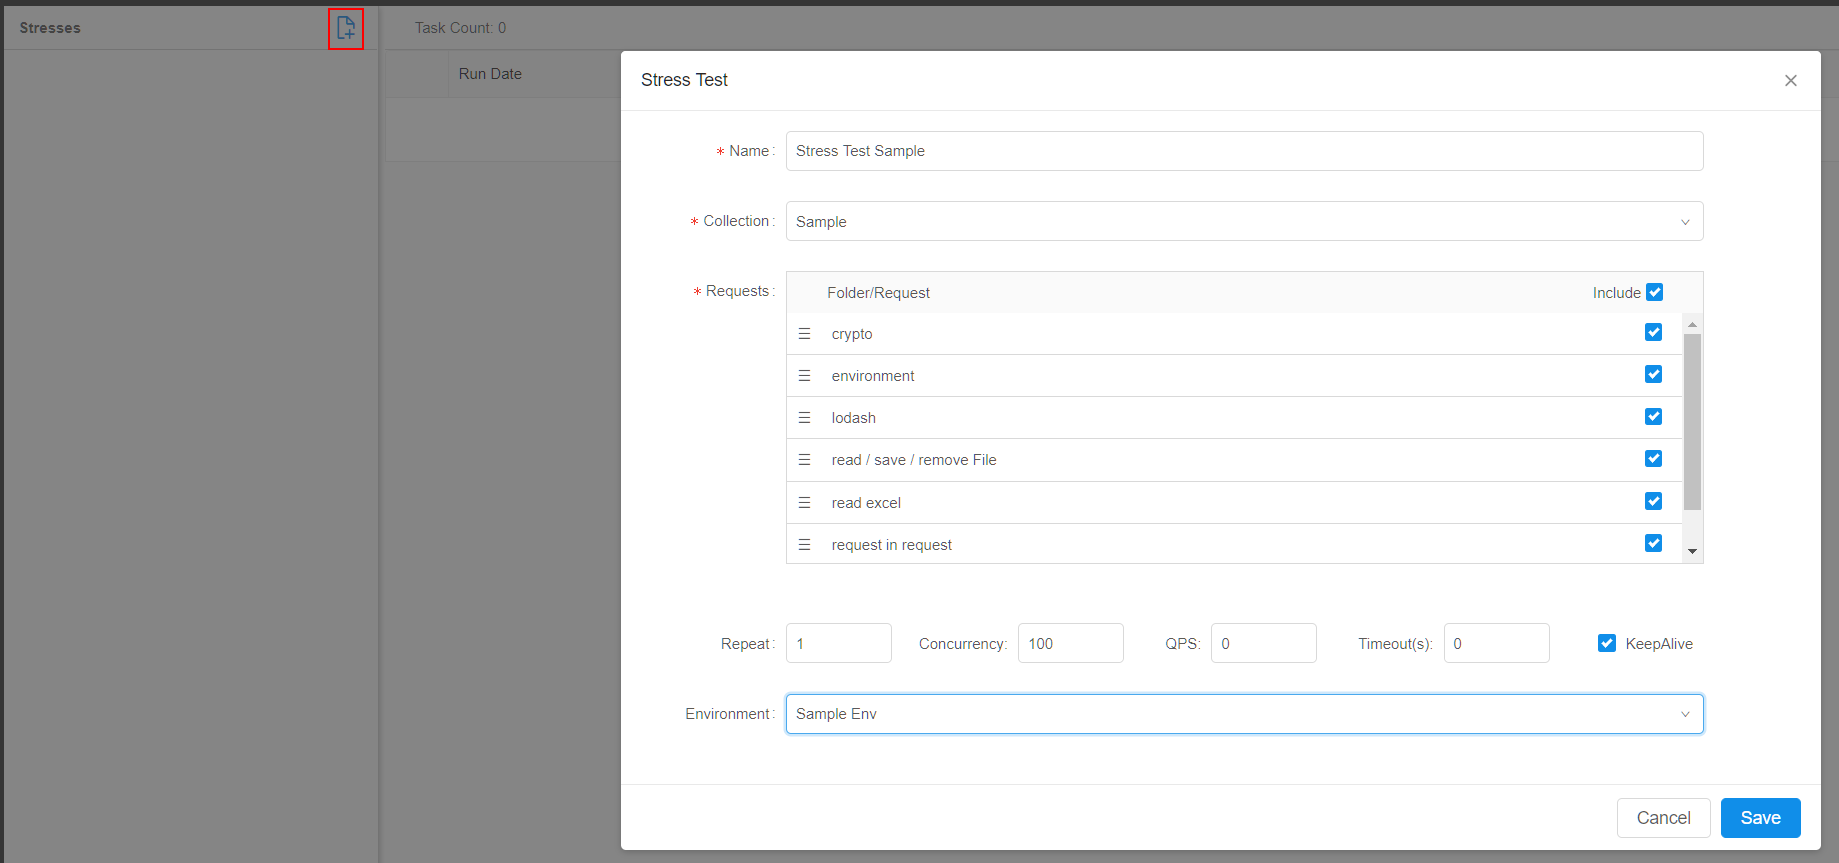 Stresses
Task Count: 0
Run Date
Stress Test
* Name:
Stress Test Sample
* Collection:
Sample
* Requests:
Folder/Request
Include
crypto
environment
lodash
read / save / remove File
read excel
request in request
Repeat: 1 Concurrency: 100 QPS: 0 Timeout(s): 0 KeepAlive
Environment: Sample Env
Cancel Save